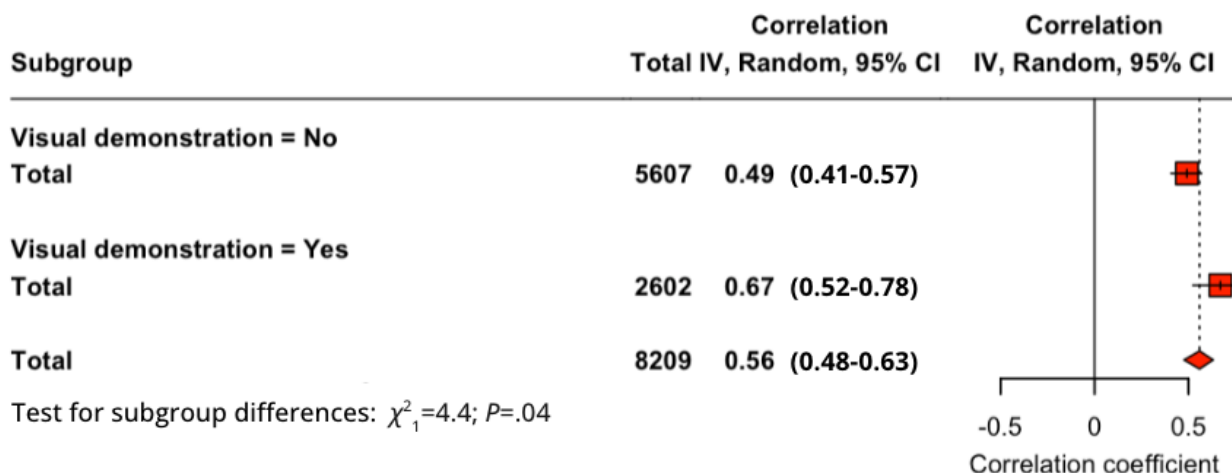 Correlation Correlation
Subgroup Total IV, Random, 95% CI IV, Random, 95% CI
Visual demonstration = No
Total 5607 0.49 (0.41-0.57)
Visual demonstration = Yes
Total 2602 0.67 (0.52-0.78)
Total 8209 0.56 (0.48-0.63)
Test for subgroup differences: χ²₁=4.4; P=.04
-0.5 0 0.5
Correlation coefficient